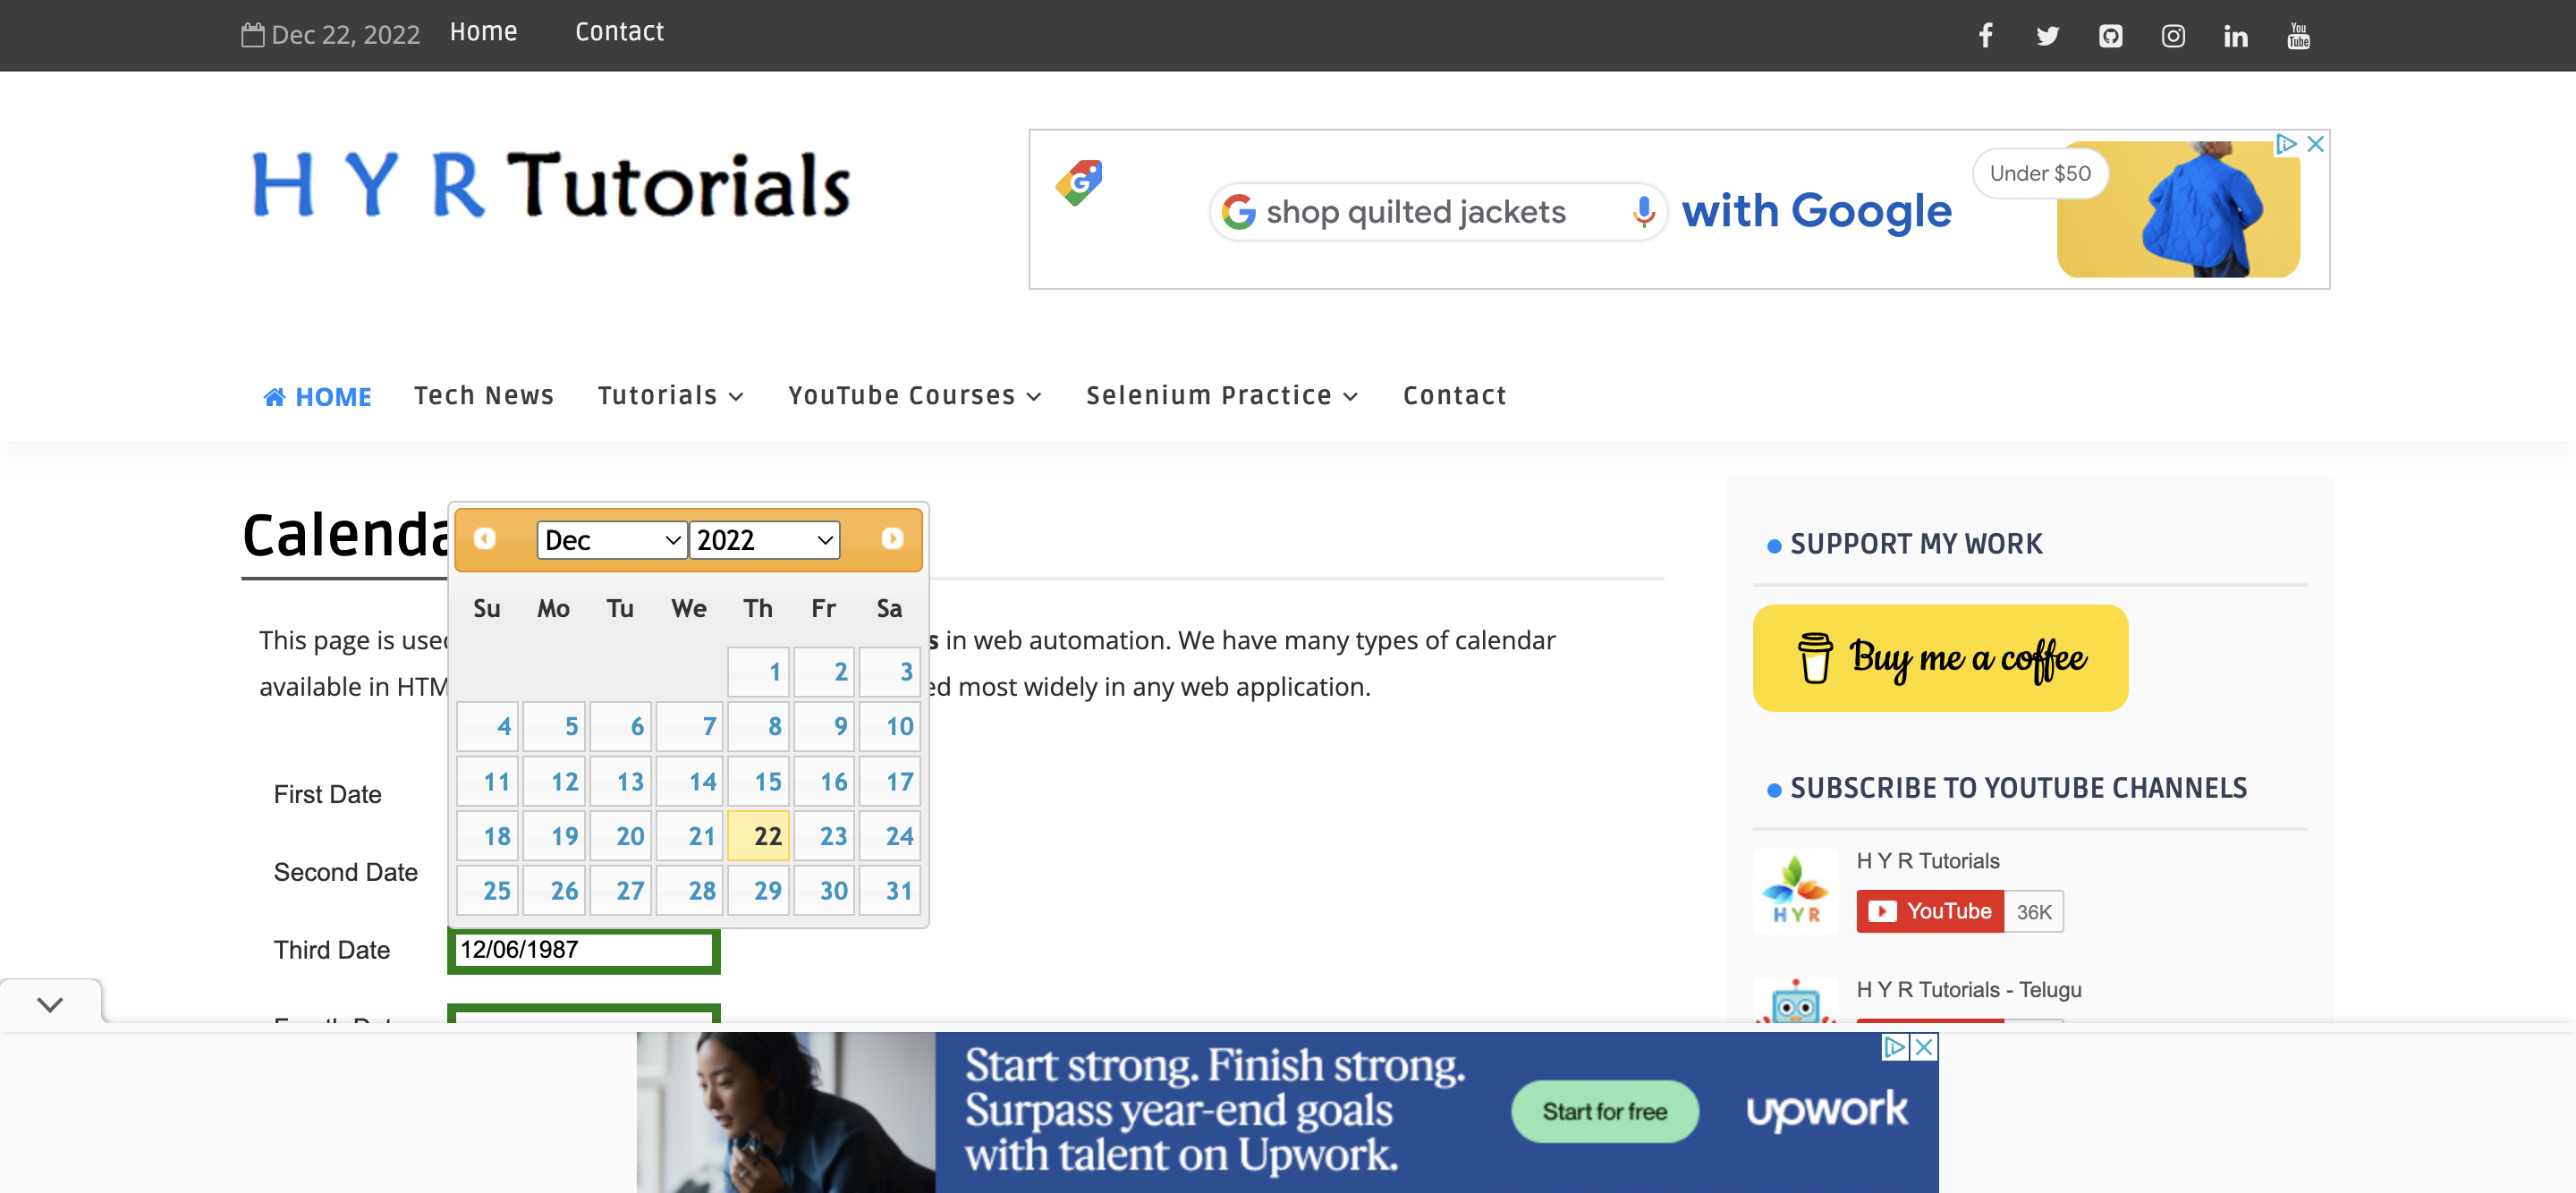 Dec 22, 2022 Home Contact
You
Tube
H Y R Tutorials
G shop quilted jackets with Google
Under $50
HOME Tech News Tutorials YouTube Courses Selenium Practice Contact
Dec 2022
Su Mo Tu We Th Fr Sa
1 2 3
4 5 6 7 8 9 10
11 12 13 14 15 16 17
18 19 20 21 22 23 24
25 26 27 28 29 30 31
This page is in web automation. We have many types of calendar
available in most widely in any web application.
First Date
Second Date
Third Date 12/06/1987
SUPPORT MY WORK
Buy me a coffee
SUBSCRIBE TO YOUTUBE CHANNELS
H Y R Tutorials
HYR
YouTube 36K
H Y R Tutorials - Telugu
Start strong. Finish strong.
Surpass year-end goals
with talent on Upwork.
Start for free
upwork